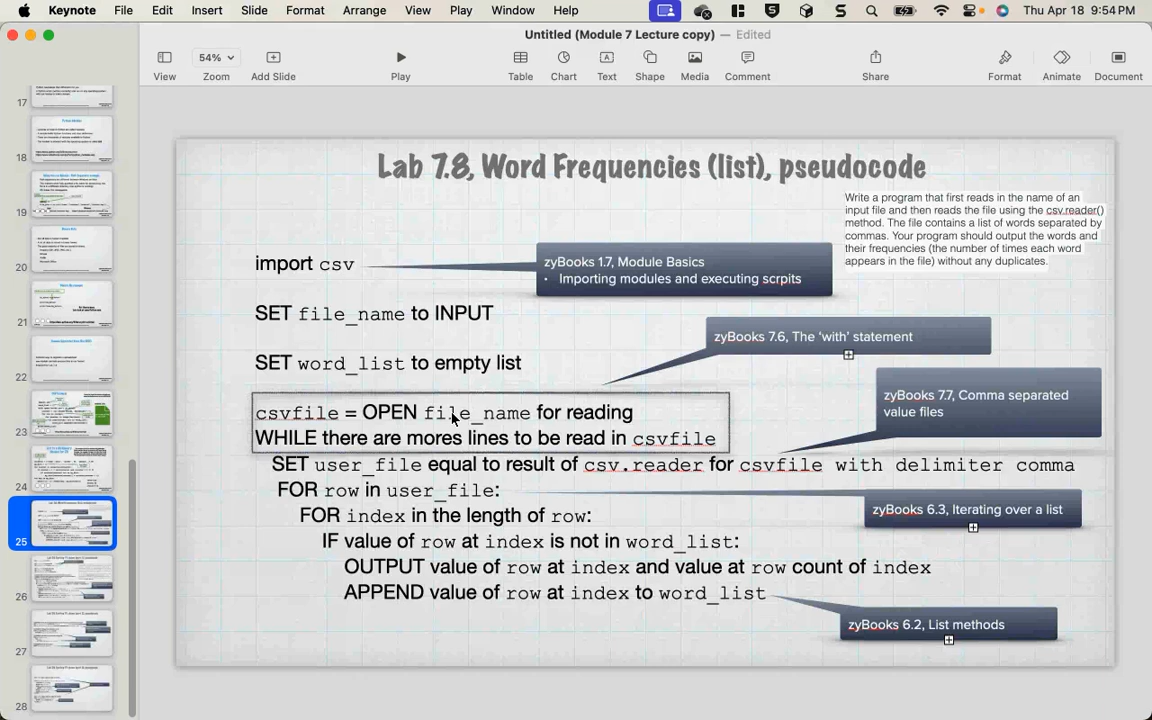 Keynote File Edit Insert Slide Format Arrange View Play Window Help Thu Apr 18 9:54 PM
Untitled (Module 7 Lecture copy) — Edited
54%
View Zoom Add Slide Play Table Chart Text Shape Media Comment Share Format Animate Document
17
18
19
20
21
22
23
24
25
26
27
28
Lab 7.8, Word Frequencies (list), pseudocode
Write a program that first reads in the name of an
input file and then reads the file using the csv.reader()
method. The file contains a list of words separated by
commas. Your program should output the words and
their frequencies (the number of times each word
appears in the file) without any duplicates.
import csv
zyBooks 1.7, Module Basics
• Importing modules and executing scrpits
SET file_name to INPUT
zyBooks 7.6, The ‘with’ statement
SET word_list to empty list
zyBooks 7.7, Comma separated
value files
csvfile = OPEN file_name for reading
WHILE there are mores lines to be read in csvfile
SET user_file equal to result of csv.reader for csvfile with delimiter comma
FOR row in user_file:
zyBooks 6.3, Iterating over a list
FOR index in the length of row:
IF value of row at index is not in word_list:
OUTPUT value of row at index and value at row count of index
APPEND value of row at index to word_list
zyBooks 6.2, List methods